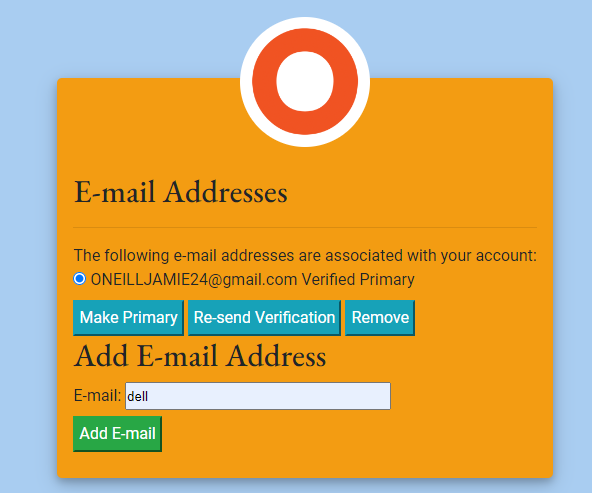 O
E-mail Addresses
The following e-mail addresses are associated with your account:
ONEILLJAMIE24@gmail.com Verified Primary
Make Primary Re-send Verification Remove
Add E-mail Address
E-mail: dell
Add E-mail